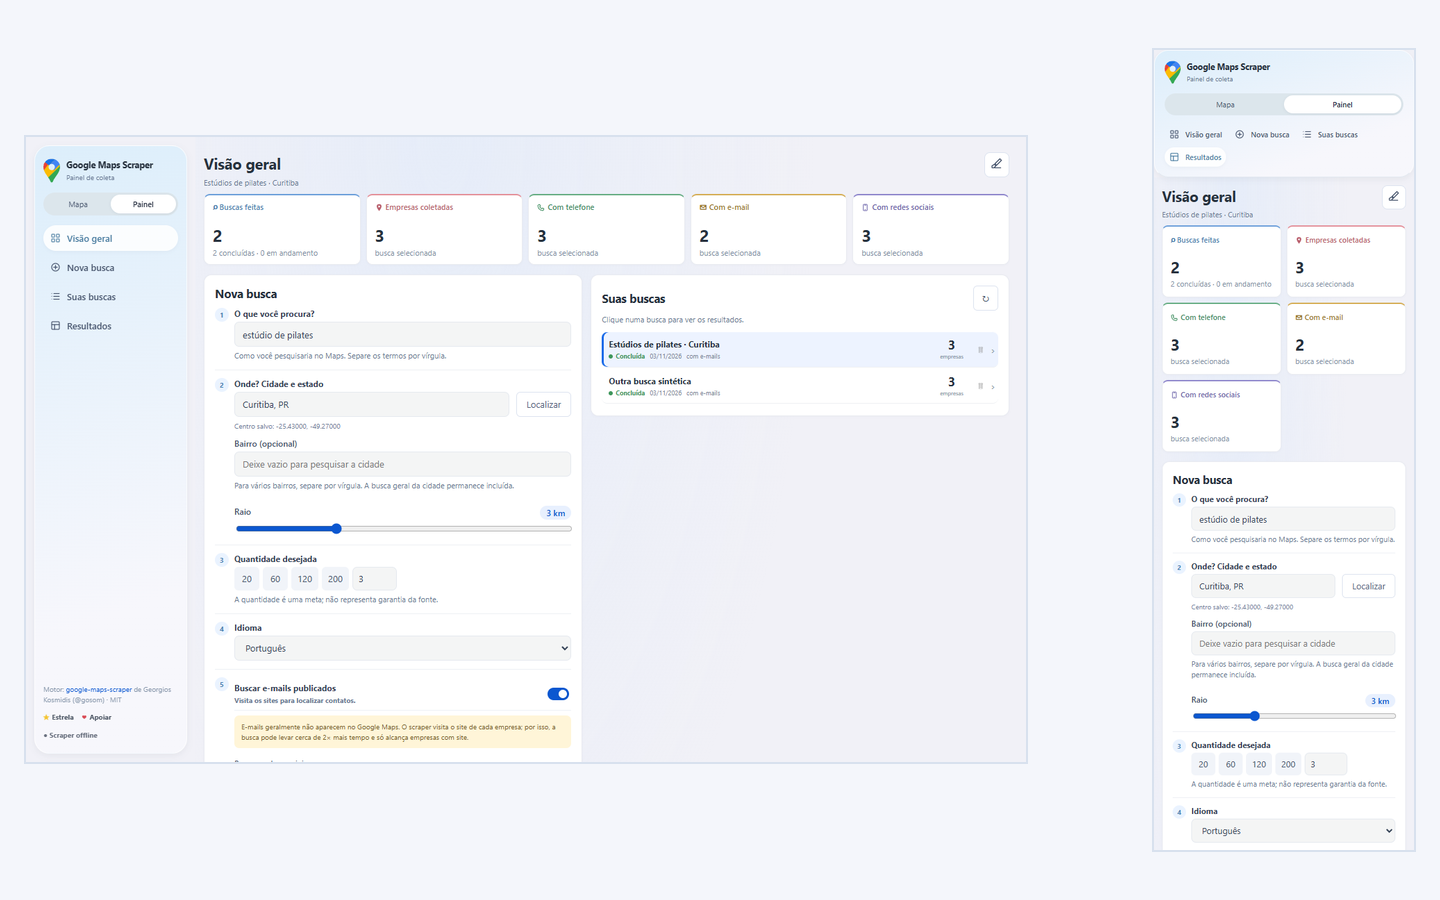 Google Maps Scraper
Painel de coleta
Mapa
Painel
Visão geral
Nova busca
Suas buscas
Resultados
Motor: google-maps-scraper de Georgios
Kosmidis (@gosom) · MIT
Estrela
Apoiar
Scraper offline
Visão geral
Estúdios de pilates · Curitiba
Buscas feitas
2
2 concluídas · 0 em andamento
Empresas coletadas
3
busca selecionada
Com telefone
3
busca selecionada
Com e-mail
2
busca selecionada
Com redes sociais
3
busca selecionada
Nova busca
1
O que você procura?
estúdio de pilates
Como você pesquisaria no Maps. Separe os termos por vírgula.
2
Onde? Cidade e estado
Curitiba, PR
Localizar
Centro salvo: -25.43000, -49.27000
Bairro (opcional)
Deixe vazio para pesquisar a cidade
Para vários bairros, separe por vírgula. A busca geral da cidade permanece incluída.
Raio
3 km
3
Quantidade desejada
20
60
120
200
3
A quantidade é uma meta; não representa garantia da fonte.
4
Idioma
Português
5
Buscar e-mails publicados
Visita os sites para localizar contatos.
E-mails geralmente não aparecem no Google Maps. O scraper visita o site de cada empresa; por isso, a
busca pode levar cerca de 2× mais tempo e só alcança empresas com site.
Suas buscas
Clique numa busca para ver os resultados.
Estúdios de pilates · Curitiba
Concluída 03/11/2026 com e-mails
3
empresas
Outra busca sintética
Concluída 03/11/2026 com e-mails
3
empresas
Google Maps Scraper
Painel de coleta
Mapa
Painel
Visão geral
Nova busca
Suas buscas
Resultados
Visão geral
Estúdios de pilates · Curitiba
Buscas feitas
2
2 concluídas · 0 em andamento
Empresas coletadas
3
busca selecionada
Com telefone
3
busca selecionada
Com e-mail
2
busca selecionada
Com redes sociais
3
busca selecionada
Nova busca
1
O que você procura?
estúdio de pilates
Como você pesquisaria no Maps. Separe os termos por vírgula.
2
Onde? Cidade e estado
Curitiba, PR
Localizar
Centro salvo: -25.43000, -49.27000
Bairro (opcional)
Deixe vazio para pesquisar a cidade
Para vários bairros, separe por vírgula. A busca geral da cidade
permanece incluída.
Raio
3 km
3
Quantidade desejada
20
60
120
200
3
A quantidade é uma meta; não representa garantia da fonte.
4
Idioma
Português